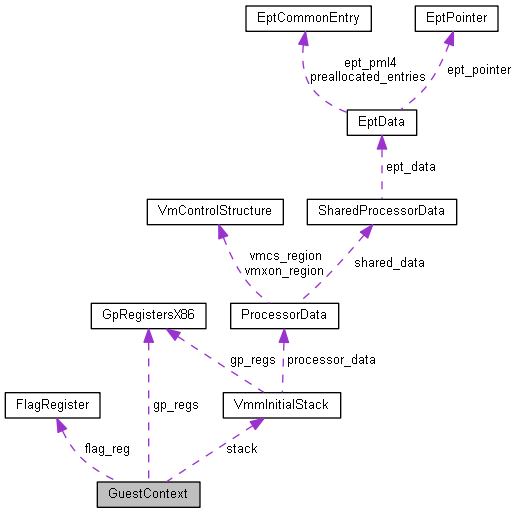 EptCommonEntry
EptPointer
ept_pml4
preallocated_entries
ept_pointer
EptData
ept_data
VmControlStructure
SharedProcessorData
vmcs_region
vmxon_region
shared_data
GpRegistersX86
ProcessorData
gp_regs
processor_data
FlagRegister
gp_regs
VmmInitialStack
flag_reg
stack
GuestContext